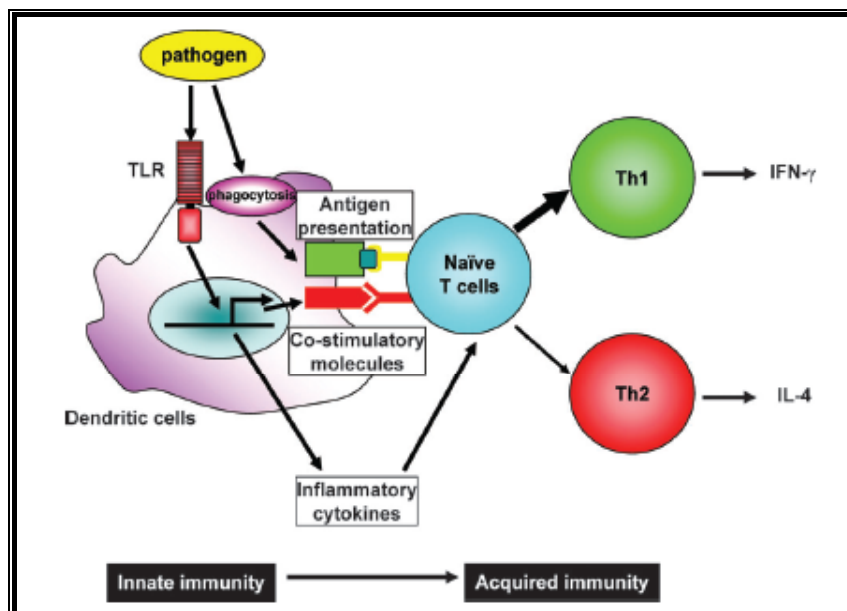 pathogen
TLR
phagocytosis
Antigen
presentation
Th1
IFN-γ
Naïve
T cells
Co-stimulatory
molecules
Th2
IL-4
Dendritic cells
Inflammatory
cytokines
Innate immunity
Acquired immunity